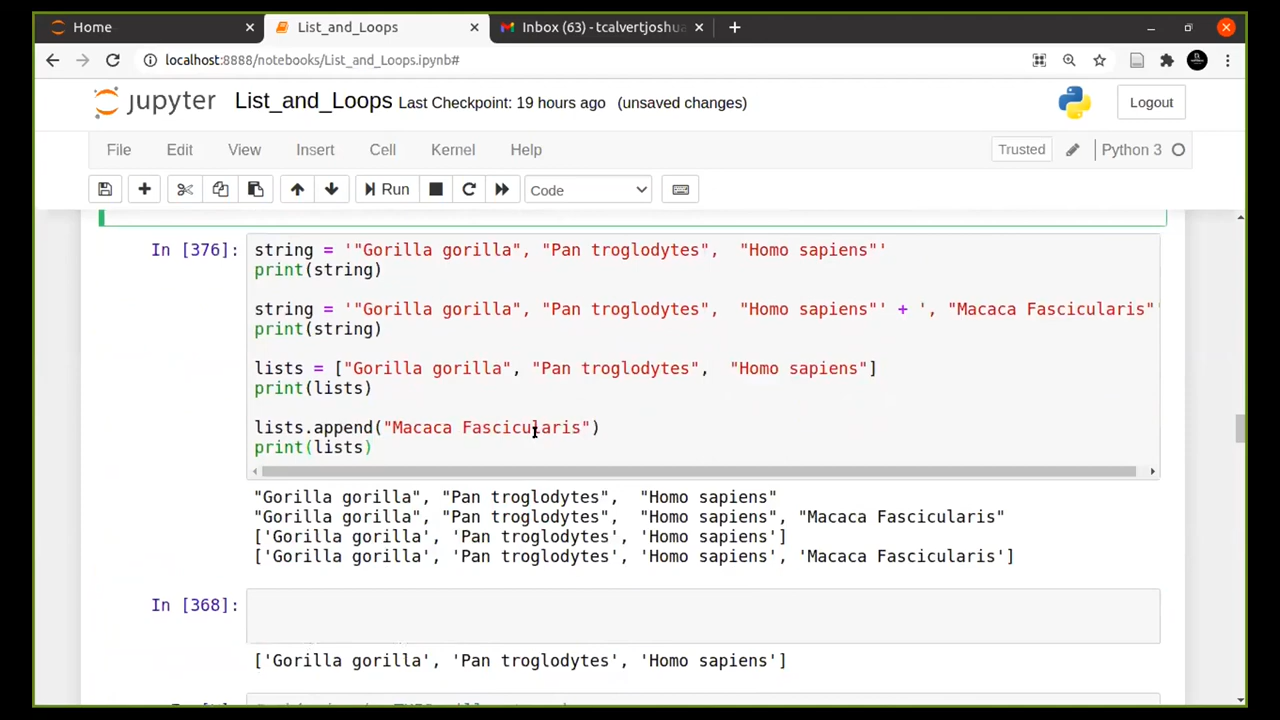 Home
List_and_Loops
Inbox (63) - tcalvertjoshua
localhost:8888/notebooks/List_and_Loops.ipynb#
jupyter List_and_Loops Last Checkpoint: 19 hours ago (unsaved changes)
Logout
File Edit View Insert Cell Kernel Help
Trusted Python 3
Run Code
In [376]:
string = '"Gorilla gorilla", "Pan troglodytes",  "Homo sapiens"'
print(string)
string = '"Gorilla gorilla", "Pan troglodytes",  "Homo sapiens"' + ', "Macaca Fascicularis"'
print(string)
lists = ["Gorilla gorilla", "Pan troglodytes",  "Homo sapiens"]
print(lists)
lists.append("Macaca Fascicularis")
print(lists)
"Gorilla gorilla", "Pan troglodytes",  "Homo sapiens"
"Gorilla gorilla", "Pan troglodytes",  "Homo sapiens", "Macaca Fascicularis"
['Gorilla gorilla', 'Pan troglodytes', 'Homo sapiens']
['Gorilla gorilla', 'Pan troglodytes', 'Homo sapiens', 'Macaca Fascicularis']
In [368]:
['Gorilla gorilla', 'Pan troglodytes', 'Homo sapiens']